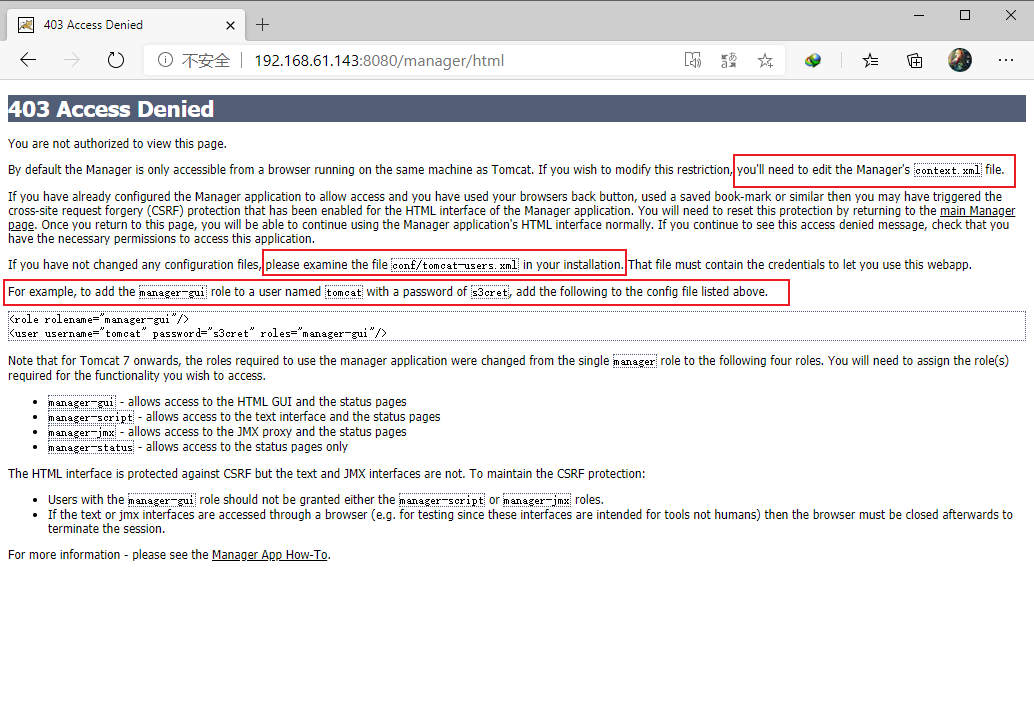 403 Access Denied
不安全 192.168.61.143:8080/manager/html
403 Access Denied
You are not authorized to view this page.
By default the Manager is only accessible from a browser running on the same machine as Tomcat. If you wish to modify this restriction, you'll need to edit the Manager's context.xml file.
If you have already configured the Manager application to allow access and you have used your browsers back button, used a saved book-mark or similar then you may have triggered the
cross-site request forgery (CSRF) protection that has been enabled for the HTML interface of the Manager application. You will need to reset this protection by returning to the main Manager
page. Once you return to this page, you will be able to continue using the Manager application's HTML interface normally. If you continue to see this access denied message, check that you
have the necessary permissions to access this application.
If you have not changed any configuration files, please examine the file conf/tomcat-users.xml in your installation. That file must contain the credentials to let you use this webapp.
For example, to add the manager-gui role to a user named tomcat with a password of s3cret, add the following to the config file listed above.
<role rolename="manager-gui"/>
<user username="tomcat" password="s3cret" roles="manager-gui"/>
Note that for Tomcat 7 onwards, the roles required to use the manager application were changed from the single manager role to the following four roles. You will need to assign the role(s)
required for the functionality you wish to access.
• manager-gui - allows access to the HTML GUI and the status pages
• manager-script - allows access to the text interface and the status pages
• manager-jmx - allows access to the JMX proxy and the status pages
• manager-status - allows access to the status pages only
The HTML interface is protected against CSRF but the text and JMX interfaces are not. To maintain the CSRF protection:
• Users with the manager-gui role should not be granted either the manager-script or manager-jmx roles.
• If the text or jmx interfaces are accessed through a browser (e.g. for testing since these interfaces are intended for tools not humans) then the browser must be closed afterwards to
terminate the session.
For more information - please see the Manager App How-To.